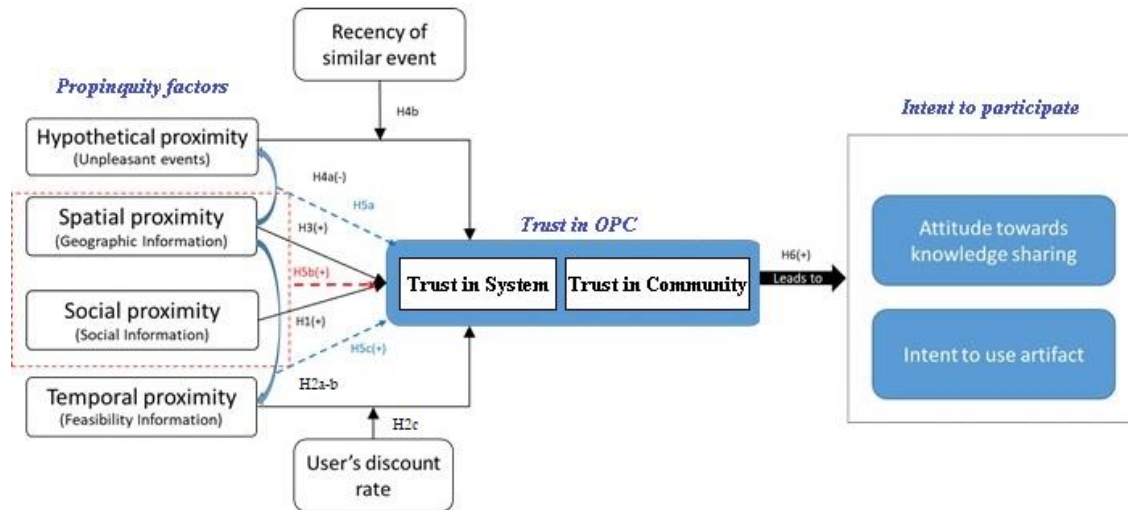 Recency of
similar event
Propinquity factors
H4b
Intent to participate
Hypothetical proximity
(Unpleasant events)
H4a(-)
H5a
Spatial proximity
(Geographic Information)
H3(+)
Trust in OPC
Attitude towards
knowledge sharing
H5b(+)
Trust in System
Trust in Community
H6(+)
Leads to
Social proximity
(Social Information)
H1(+)
H5c(+)
Intent to use artifact
H2a-b
Temporal proximity
(Feasibility Information)
H2c
User's discount
rate